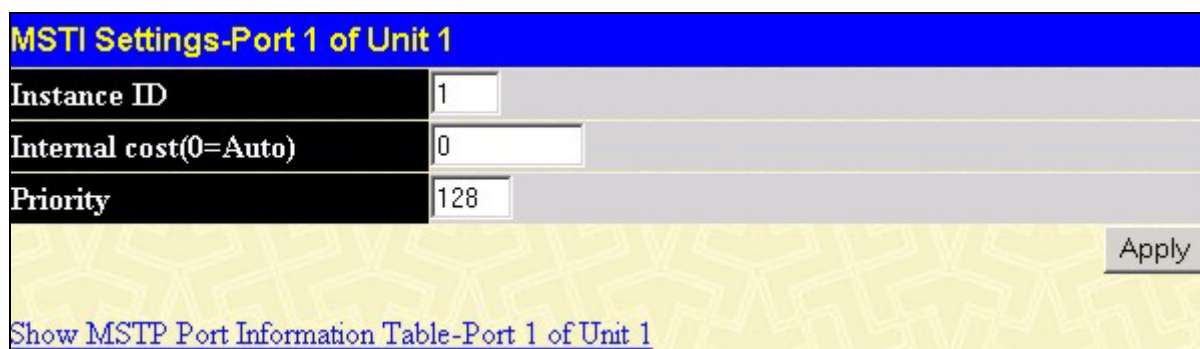 MSTI Settings-Port 1 of Unit 1
Instance ID 1
Internal cost(0=Auto) 0
Priority 128
Apply
Show MSTP Port Information Table-Port 1 of Unit 1